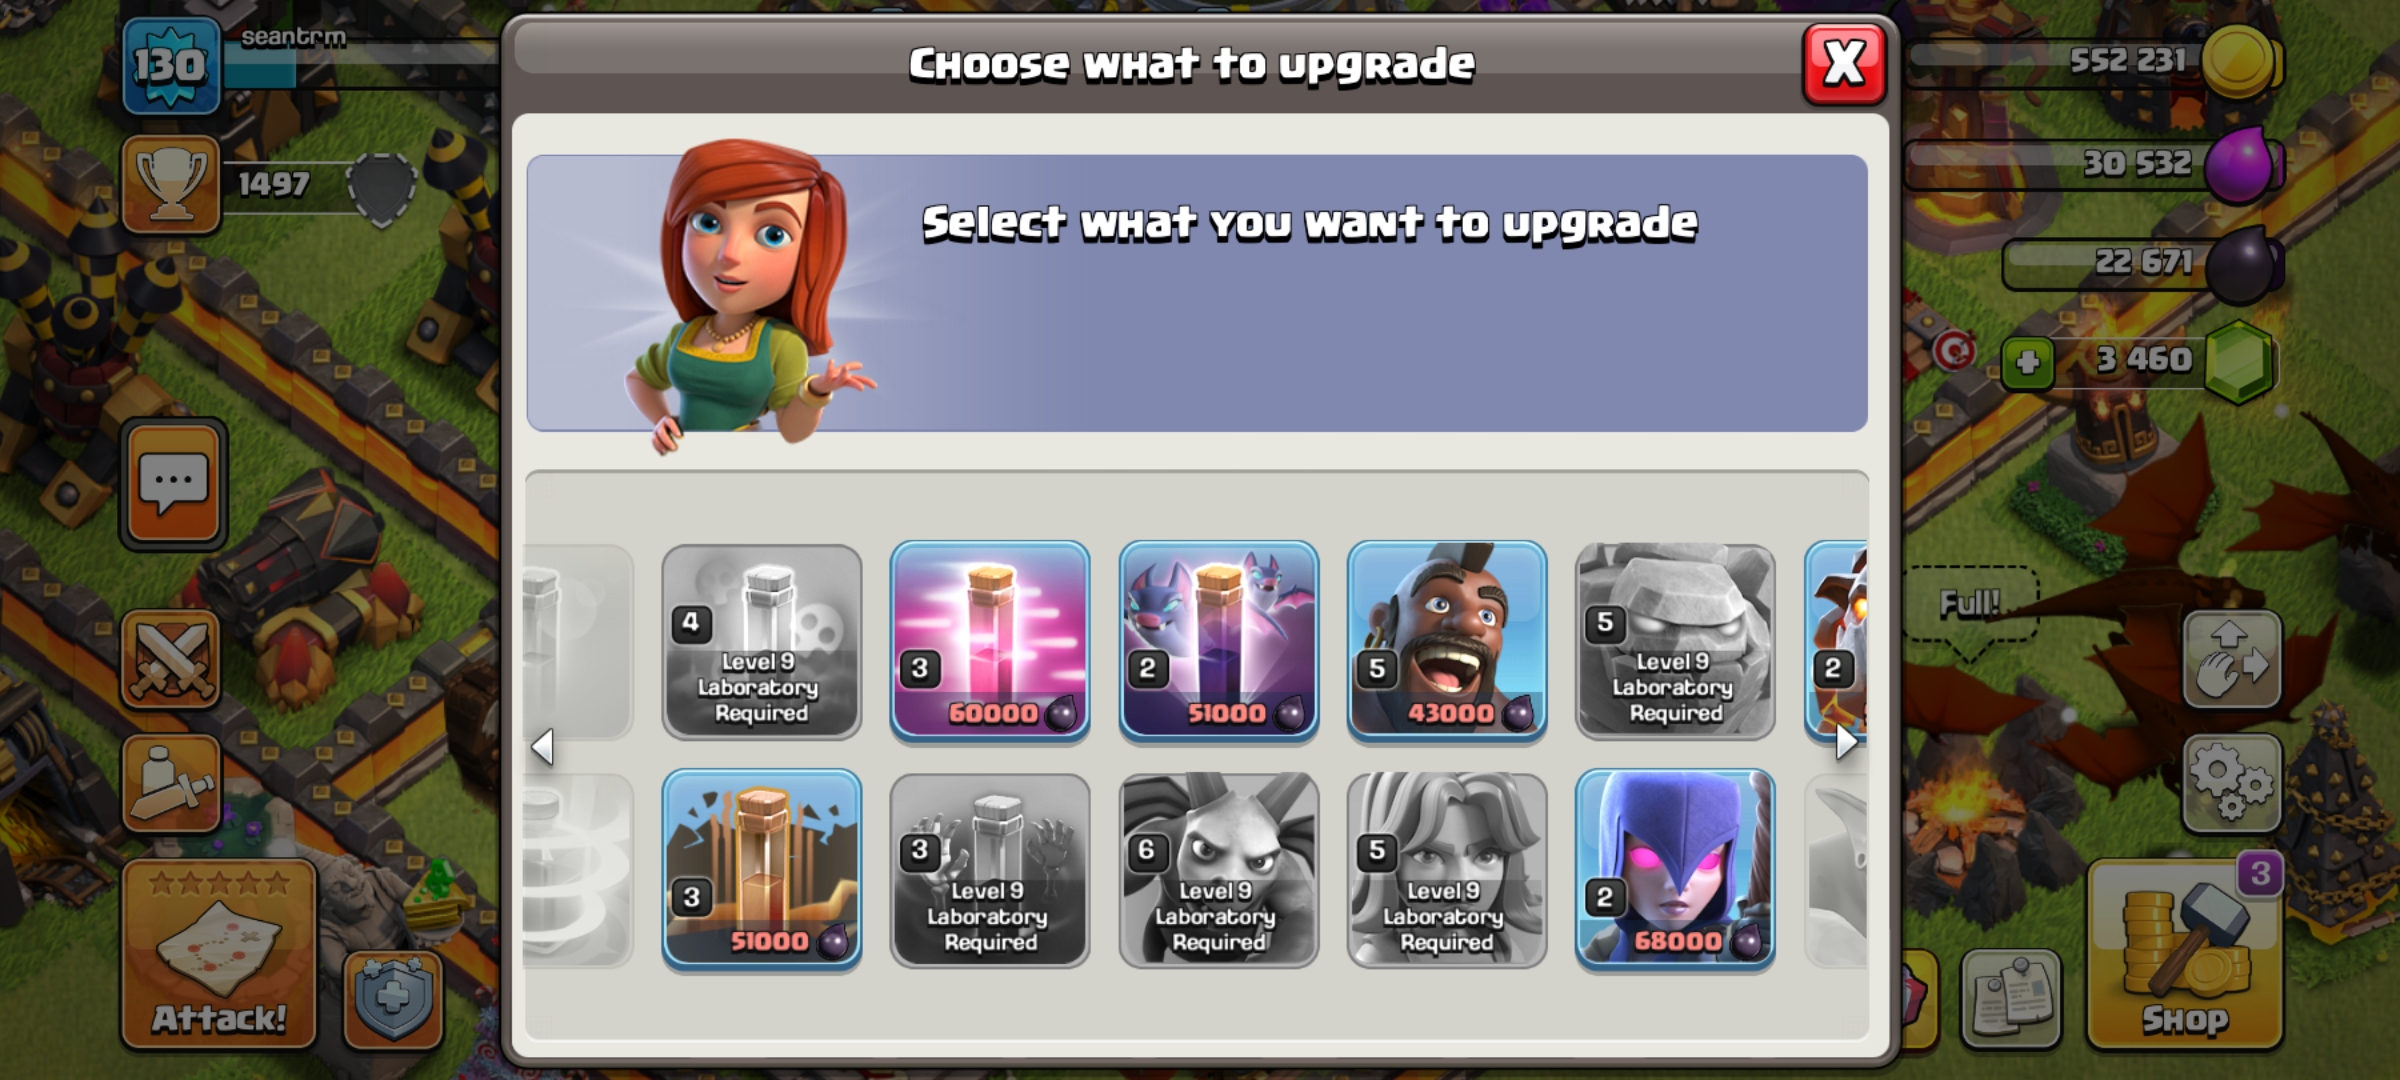 130
seantrm
1497
Choose what to upgrade
X
552 231
30 532
22 671
3 460
Select what you want to upgrade
Full!
4
Level 9
Laboratory
Required
3
60000
2
51000
5
43000
5
Level 9
Laboratory
Required
2
3
51000
3
Level 9
Laboratory
Required
6
Level 9
Laboratory
Required
5
Level 9
Laboratory
Required
2
68000
Attack!
3
Shop